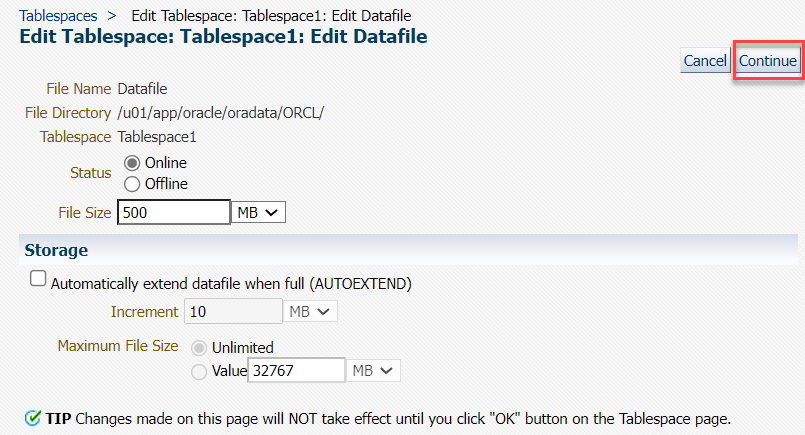 Tablespaces > Edit Tablespace: Tablespace1: Edit Datafile
Edit Tablespace: Tablespace1: Edit Datafile
Cancel Continue
File Name Datafile
File Directory /u01/app/oracle/oradata/ORCL/
Tablespace Tablespace1
Status Online
Offline
File Size 500 MB
Storage
Automatically extend datafile when full (AUTOEXTEND)
Increment 10 MB
Maximum File Size Unlimited
Value 32767 MB
TIP Changes made on this page will NOT take effect until you click "OK" button on the Tablespace page.